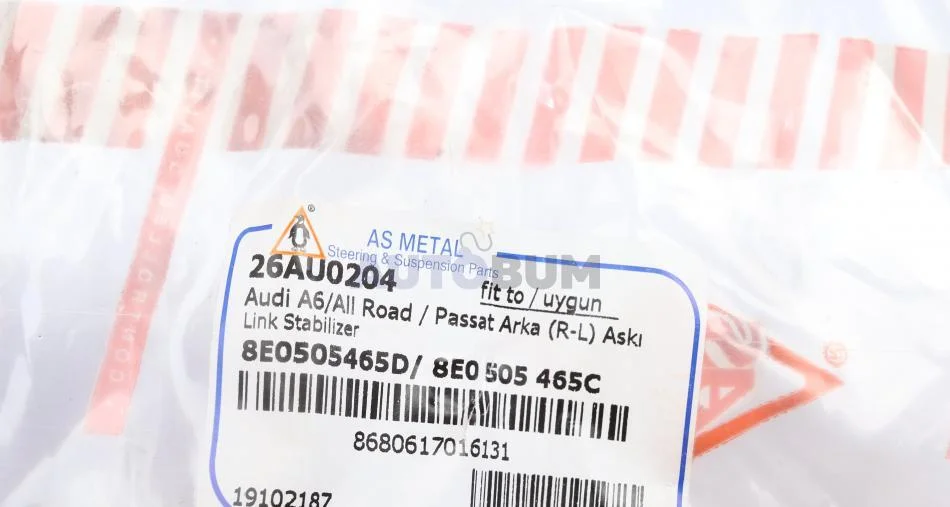 AS METAL
Steering & Suspension Parts
AUTOBUM
26AU0204
fit to / uygun
Audi A6/All Road / Passat Arka (R-L) Askı
Link Stabilizer
8E0505465D/ 8E0 505 465C
8680617016131
19102187